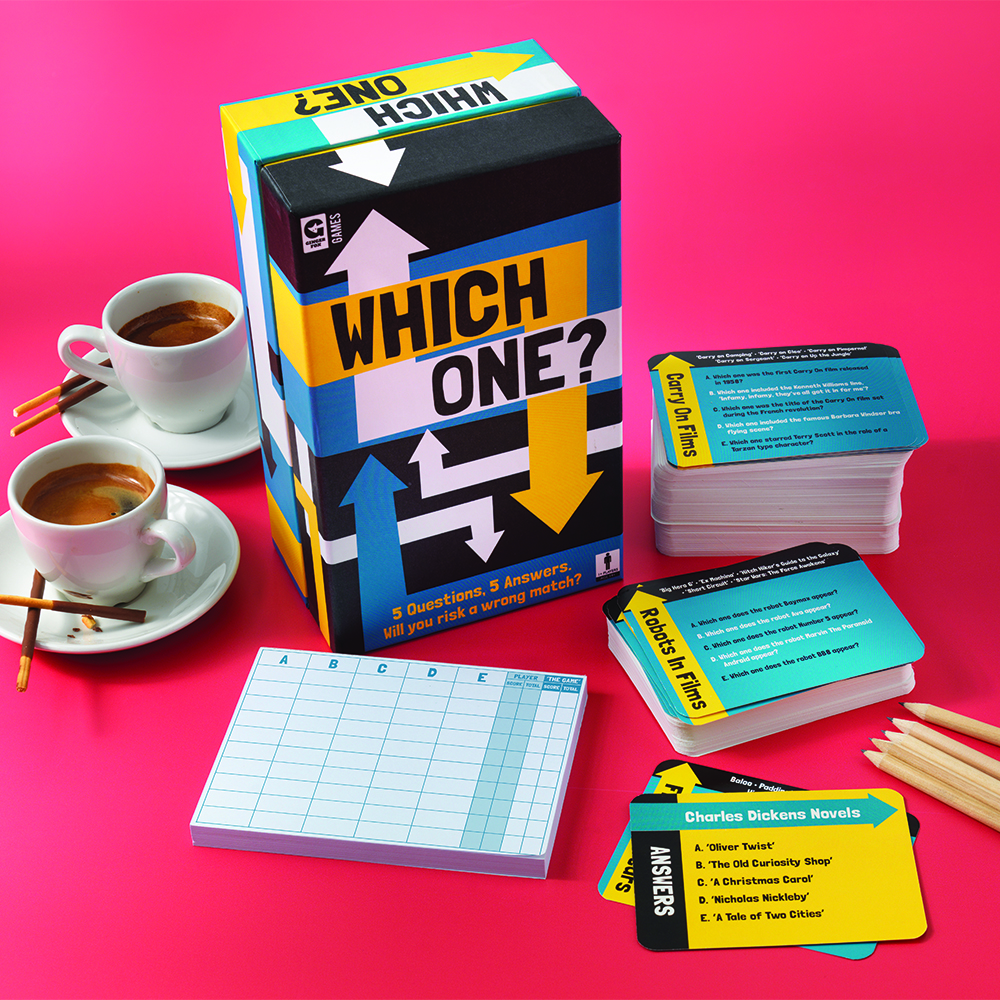 WHICH
ONE?
GINGER
FOX
GAMES
WHICH
ONE?
5 Questions, 5 Answers.
Will you risk a wrong match?
'Carry on Camping' • 'Carry on Cleo' • 'Carry on Pimpernel'
'Carry on Sergeant' • 'Carry on Up the Jungle'
Carry On Films
A. Which one was the first Carry On film released
in 1958?
B. Which one included the Kenneth Williams line,
'Infamy, infamy, they've all got it in for me'?
C. Which one was the title of the Carry On film set
during the French revolution?
D. Which one included the famous Barbara Windsor bra
flying scene?
E. Which one starred Terry Scott in the role of a
Tarzan type character?
'Big Hero 6' • 'Ex Machina' • 'Hitch Hiker's Guide to the Galaxy'
• 'Short Circuit' • 'Star Wars: The Force Awakens'
Robots In Films
A. Which one does the robot Baymax appear?
B. Which one does the robot Ava appear?
C. Which one does the robot Number 5 appear?
D. Which one does the robot Marvin The Paranoid
Android appear?
E. Which one does the robot BB8 appear?
A B C D E PLAYER 'THE GAME'
SCORE TOTAL SCORE TOTAL
Baloo • Paddin
Charles Dickens Novels
ANSWERS
A. 'Oliver Twist'
B. 'The Old Curiosity Shop'
C. 'A Christmas Carol'
D. 'Nicholas Nickleby'
E. 'A Tale of Two Cities'